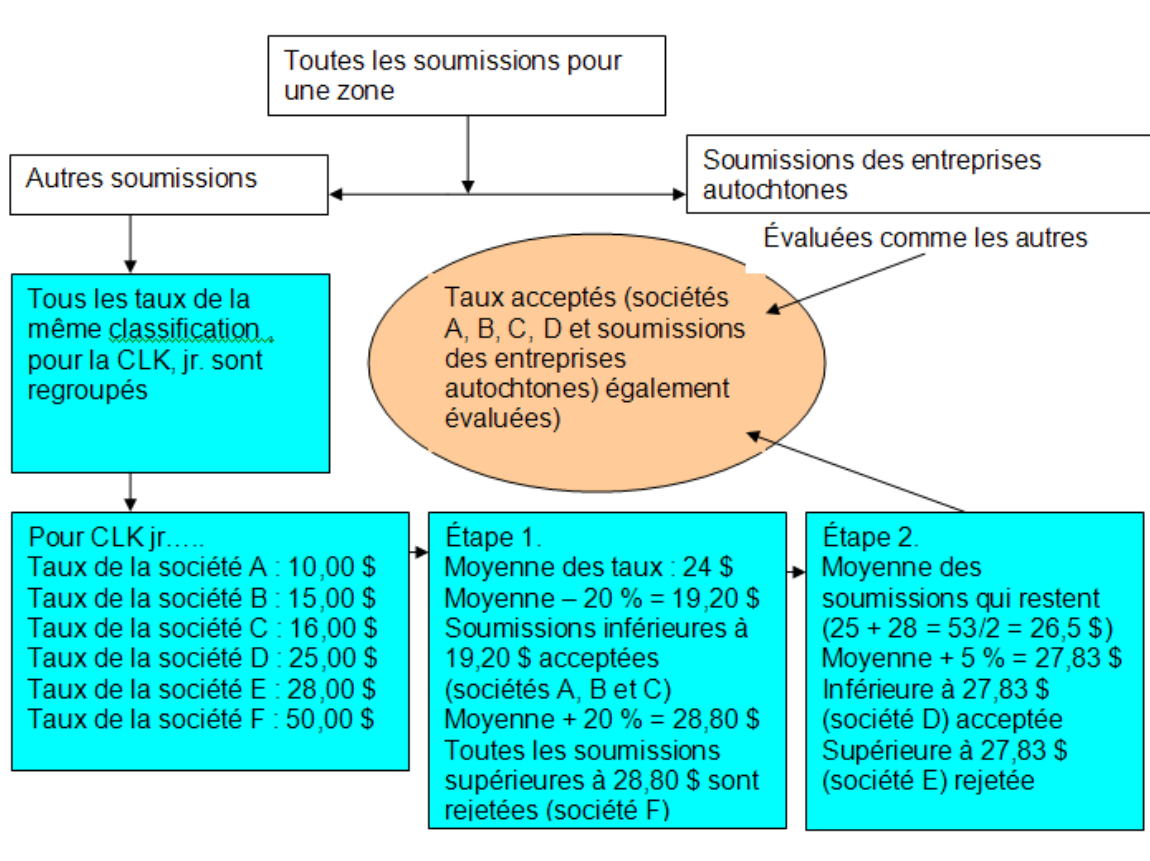 Toutes les soumissions pour
une zone
Autres soumissions
Soumissions des entreprises
autochtones
Évaluées comme les autres
Tous les taux de la
même classification
pour la CLK, jr. sont
regroupés
Taux acceptés (sociétés
A, B, C, D et soumissions
des entreprises
autochtones) également
évaluées)
Pour CLK jr…..
Taux de la société A : 10,00 $
Taux de la société B : 15,00 $
Taux de la société C : 16,00 $
Taux de la société D : 25,00 $
Taux de la société E : 28,00 $
Taux de la société F : 50,00 $
Étape 1.
Moyenne des taux : 24 $
Moyenne – 20 % = 19,20 $
Soumissions inférieures à
19,20 $ acceptées
(sociétés A, B et C)
Moyenne + 20 % = 28,80 $
Toutes les soumissions
supérieures à 28,80 $ sont
rejetées (société F)
Étape 2.
Moyenne des
soumissions qui restent
(25 + 28 = 53/2 = 26,5 $)
Moyenne + 5 % = 27,83 $
Inférieure à 27,83 $
(société D) acceptée
Supérieure à 27,83 $
(société E) rejetée